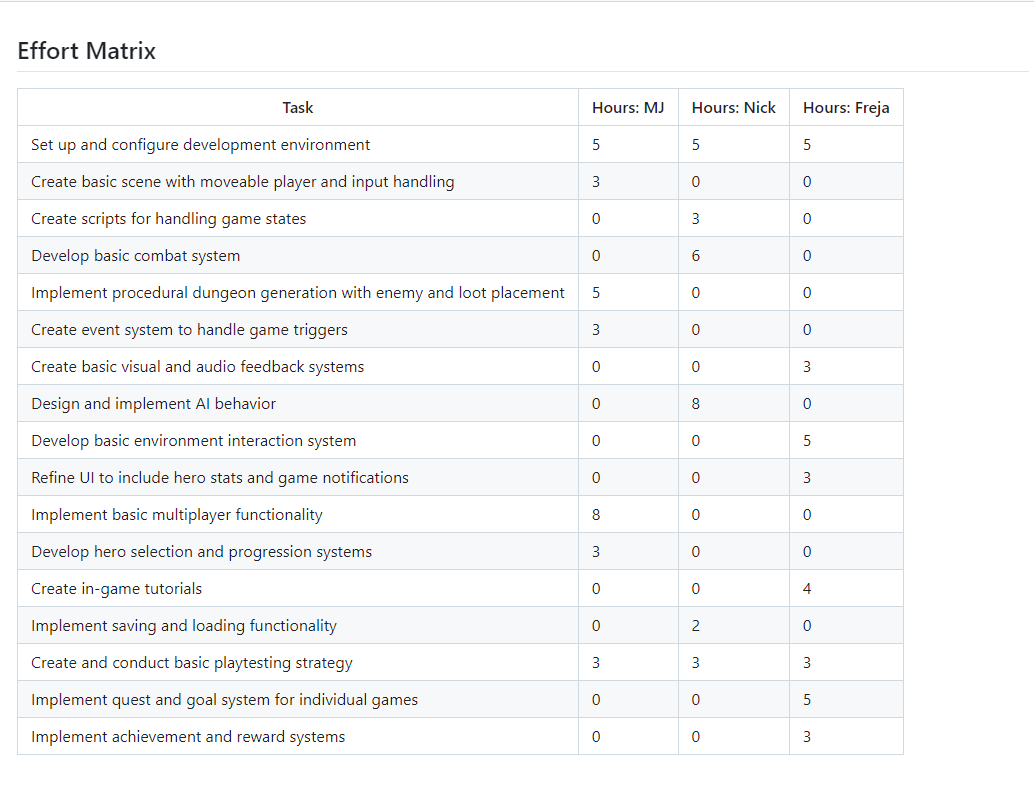 Effort Matrix
Task Hours: MJ Hours: Nick Hours: Freja
Set up and configure development environment 5 5 5
Create basic scene with moveable player and input handling 3 0 0
Create scripts for handling game states 0 3 0
Develop basic combat system 0 6 0
Implement procedural dungeon generation with enemy and loot placement 5 0 0
Create event system to handle game triggers 3 0 0
Create basic visual and audio feedback systems 0 0 3
Design and implement AI behavior 0 8 0
Develop basic environment interaction system 0 0 5
Refine UI to include hero stats and game notifications 0 0 3
Implement basic multiplayer functionality 8 0 0
Develop hero selection and progression systems 3 0 0
Create in-game tutorials 0 0 4
Implement saving and loading functionality 0 2 0
Create and conduct basic playtesting strategy 3 3 3
Implement quest and goal system for individual games 0 0 5
Implement achievement and reward systems 0 0 3